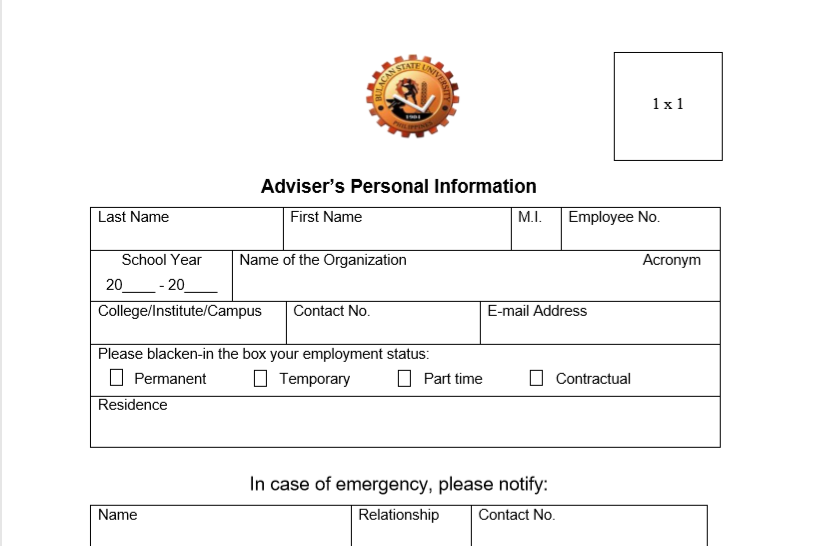 BULACAN STATE UNIVERSITY
1904
PHILIPPINES
1 x 1
Adviser’s Personal Information
Last Name First Name M.I. Employee No.
School Year Name of the Organization Acronym
20____ - 20____
College/Institute/Campus Contact No. E-mail Address
Please blacken-in the box your employment status:
Permanent Temporary Part time Contractual
Residence
In case of emergency, please notify:
Name Relationship Contact No.